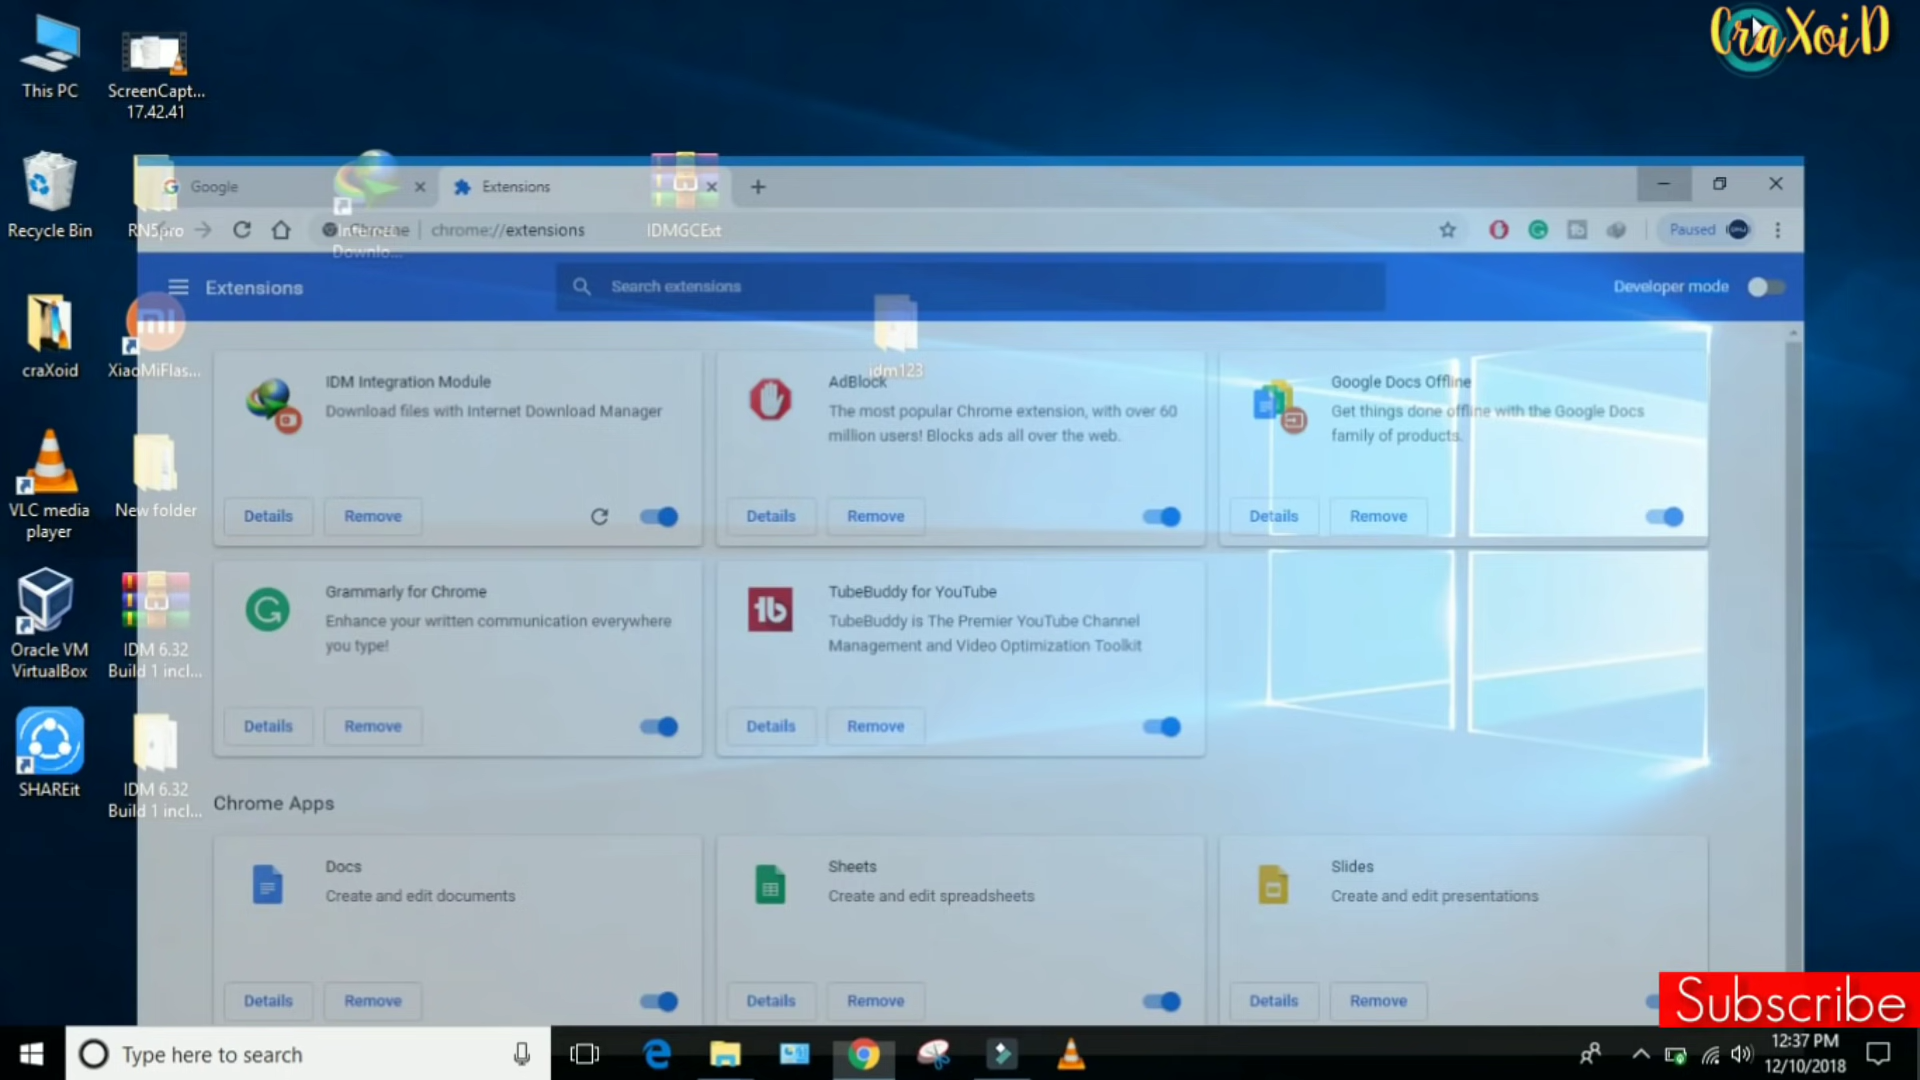 CraXoiD
This PC
ScreenCapt...
17.42.41
Recycle Bin
RN5pro
Google
Extensions
Chrome
chrome://extensions
Internet
Downlo...
IDMGCExt
Paused
Extensions
Search extensions
Developer mode
craXoid
XiaoMiFlas...
idm123
IDM Integration Module
Download files with Internet Download Manager
Details
Remove
AdBlock
The most popular Chrome extension, with over 60
million users! Blocks ads all over the web.
Details
Remove
Google Docs Offline
Get things done offline with the Google Docs
family of products.
Details
Remove
VLC media
player
New folder
Grammarly for Chrome
Enhance your written communication everywhere
you type!
Details
Remove
TubeBuddy for YouTube
TubeBuddy is The Premier YouTube Channel
Management and Video Optimization Toolkit
Details
Remove
Oracle VM
VirtualBox
IDM 6.32
Build 1 incl...
SHAREit
IDM 6.32
Build 1 incl...
Chrome Apps
Docs
Create and edit documents
Details
Remove
Sheets
Create and edit spreadsheets
Details
Remove
Slides
Create and edit presentations
Details
Remove
Subscribe
Type here to search
12:37 PM
12/10/2018